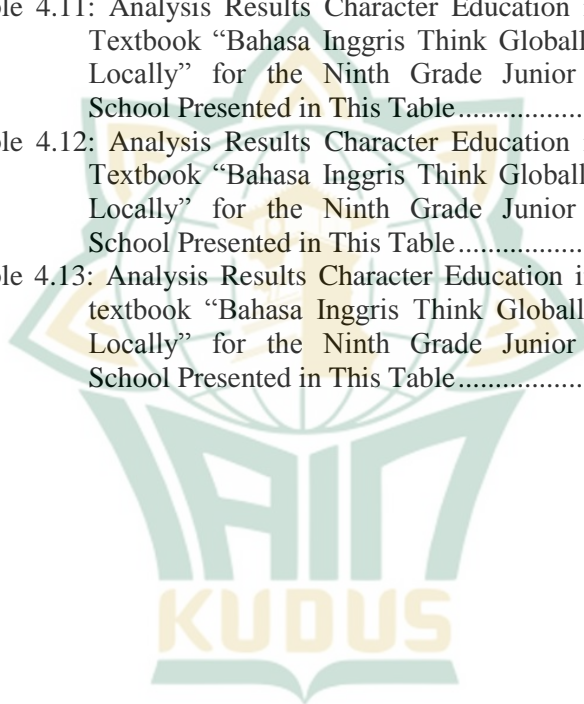 ble 4.11: Analysis Results Character Education
Textbook “Bahasa Inggris Think Globall
Locally” for the Ninth Grade Junior
School Presented in This Table..................
ble 4.12: Analysis Results Character Education
Textbook “Bahasa Inggris Think Globall
Locally” for the Ninth Grade Junior
School Presented in This Table..................
ble 4.13: Analysis Results Character Education i
textbook “Bahasa Inggris Think Globall
Locally” for the Ninth Grade Junior
School Presented in This Table..................
IAIN
KUDUS